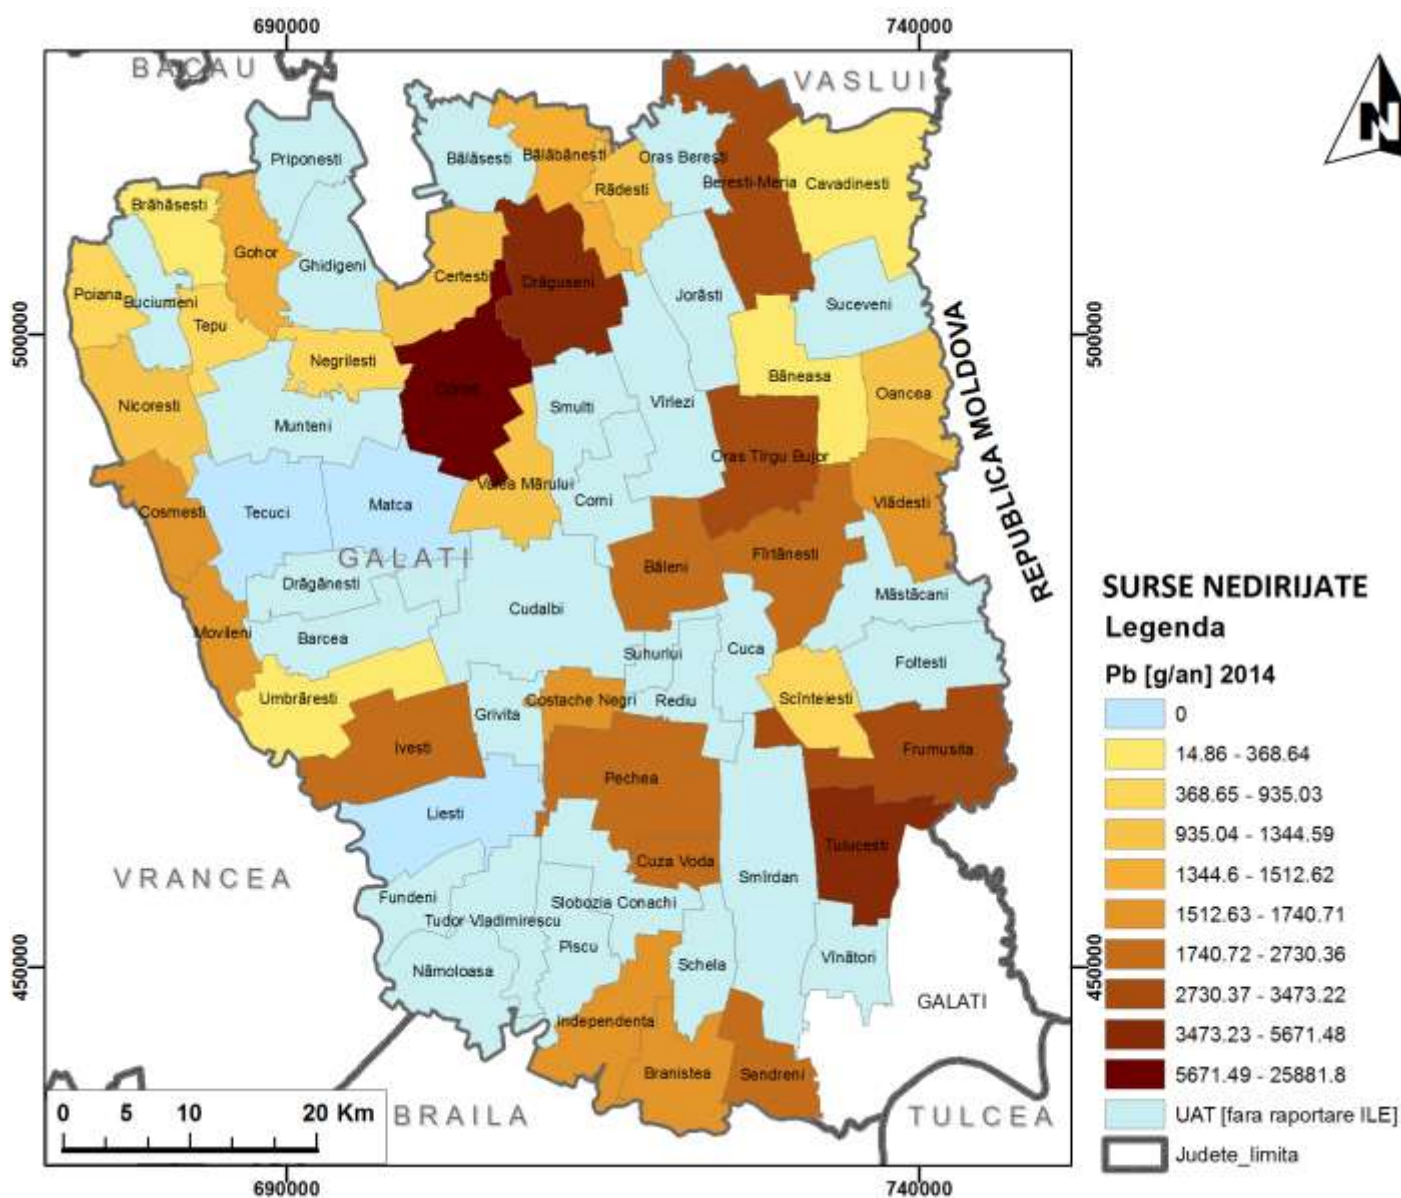 690000
740000
BACAU
VASLUI
N
Priponesti
Bălăsesti
Bălăbănesti
Oras Beresti
Rădesti
Beresti-Meria
Cavadinesti
Brăhăsesti
Gohor
Ghidigeni
Certesti
Drăguseni
Jorăsti
Suceveni
Poiana
Buciumeni
Tepu
500000
500000
REPUBLICA MOLDOVA
Negrilesti
Băneasa
Oancea
Nicoresti
Munteni
Smulti
Vîrlezi
Oras Tîrgu Bujor
Valea Mărului
Corni
Vlădesti
Cosmesti
Tecuci
Matca
GALATI
Băleni
Fîrtănesti
Drăgănesti
Cudalbi
Măstăcani
Movileni
Barcea
Suhurlui
Cuca
Foltesti
Umbrăresti
Costache Negri
Rediu
Scînteiesti
Grivita
Ivesti
Frumusita
Pechea
Liesti
Tulucesti
Cuza Voda
Smîrdan
VRANCEA
Fundeni
Slobozia Conachi
Tudor Vladimirescu
Piscu
Nămoloasa
Schela
Vînători
450000
450000
GALATI
Independenta
Branistea
Sendreni
BRAILA
TULCEA
0 5 10 20 Km
690000
740000
SURSE NEDIRIJATE
Legenda
Pb [g/an] 2014
0
14.86 - 368.64
368.65 - 935.03
935.04 - 1344.59
1344.6 - 1512.62
1512.63 - 1740.71
1740.72 - 2730.36
2730.37 - 3473.22
3473.23 - 5671.48
5671.49 - 25881.8
UAT [fara raportare ILE]
Judete_limita